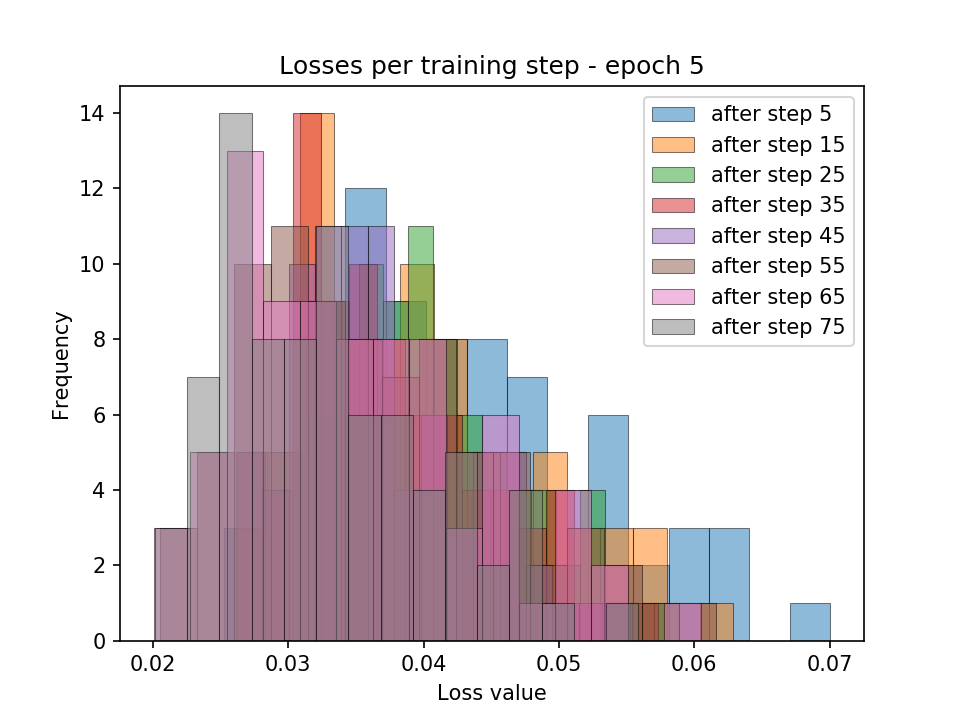 Losses per training step - epoch 5
after step 5
after step 15
after step 25
after step 35
after step 45
after step 55
after step 65
after step 75
14
12
10
8
6
4
2
0
Frequency
0.02 0.03 0.04 0.05 0.06 0.07
Loss value